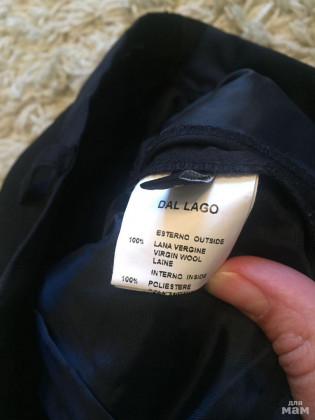 DAL LAGO
ESTERNO OUTSIDE
100% LANA VERGINE
VIRGIN WOOL
LAINE
INTERNO INSIDE
100% POLIESTERE
для
мам